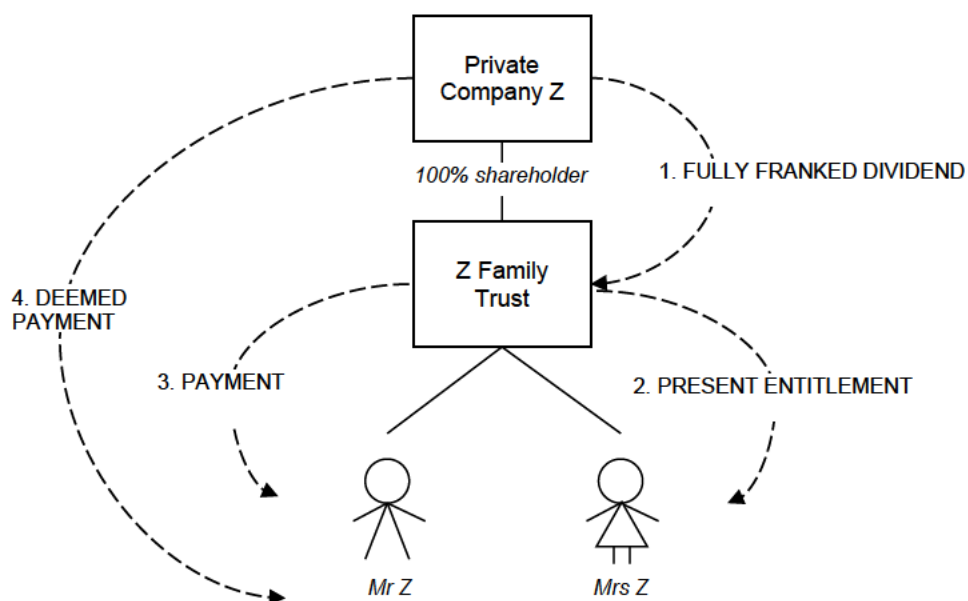 Private
Company Z
100% shareholder
1. FULLY FRANKED DIVIDEND
Z Family
Trust
4. DEEMED
PAYMENT
3. PAYMENT
2. PRESENT ENTITLEMENT
Mr Z
Mrs Z